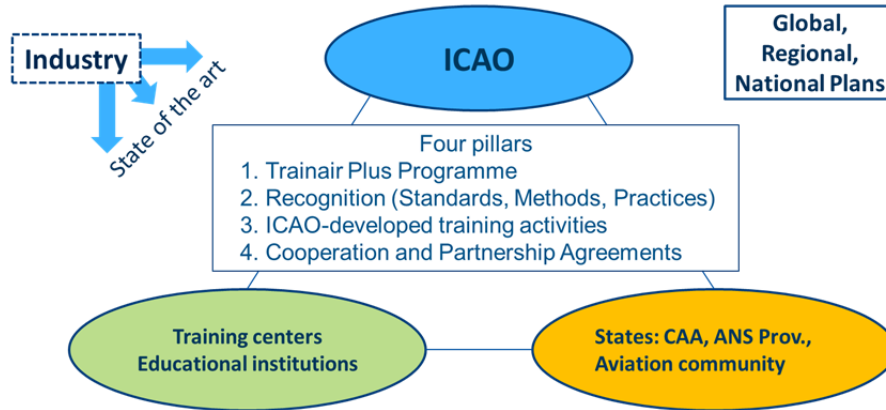 Industry
State of the art
ICAO
Global,
Regional,
National Plans
Four pillars
1. Trainair Plus Programme
2. Recognition (Standards, Methods, Practices)
3. ICAO-developed training activities
4. Cooperation and Partnership Agreements
Training centers
Educational institutions
States: CAA, ANS Prov.,
Aviation community